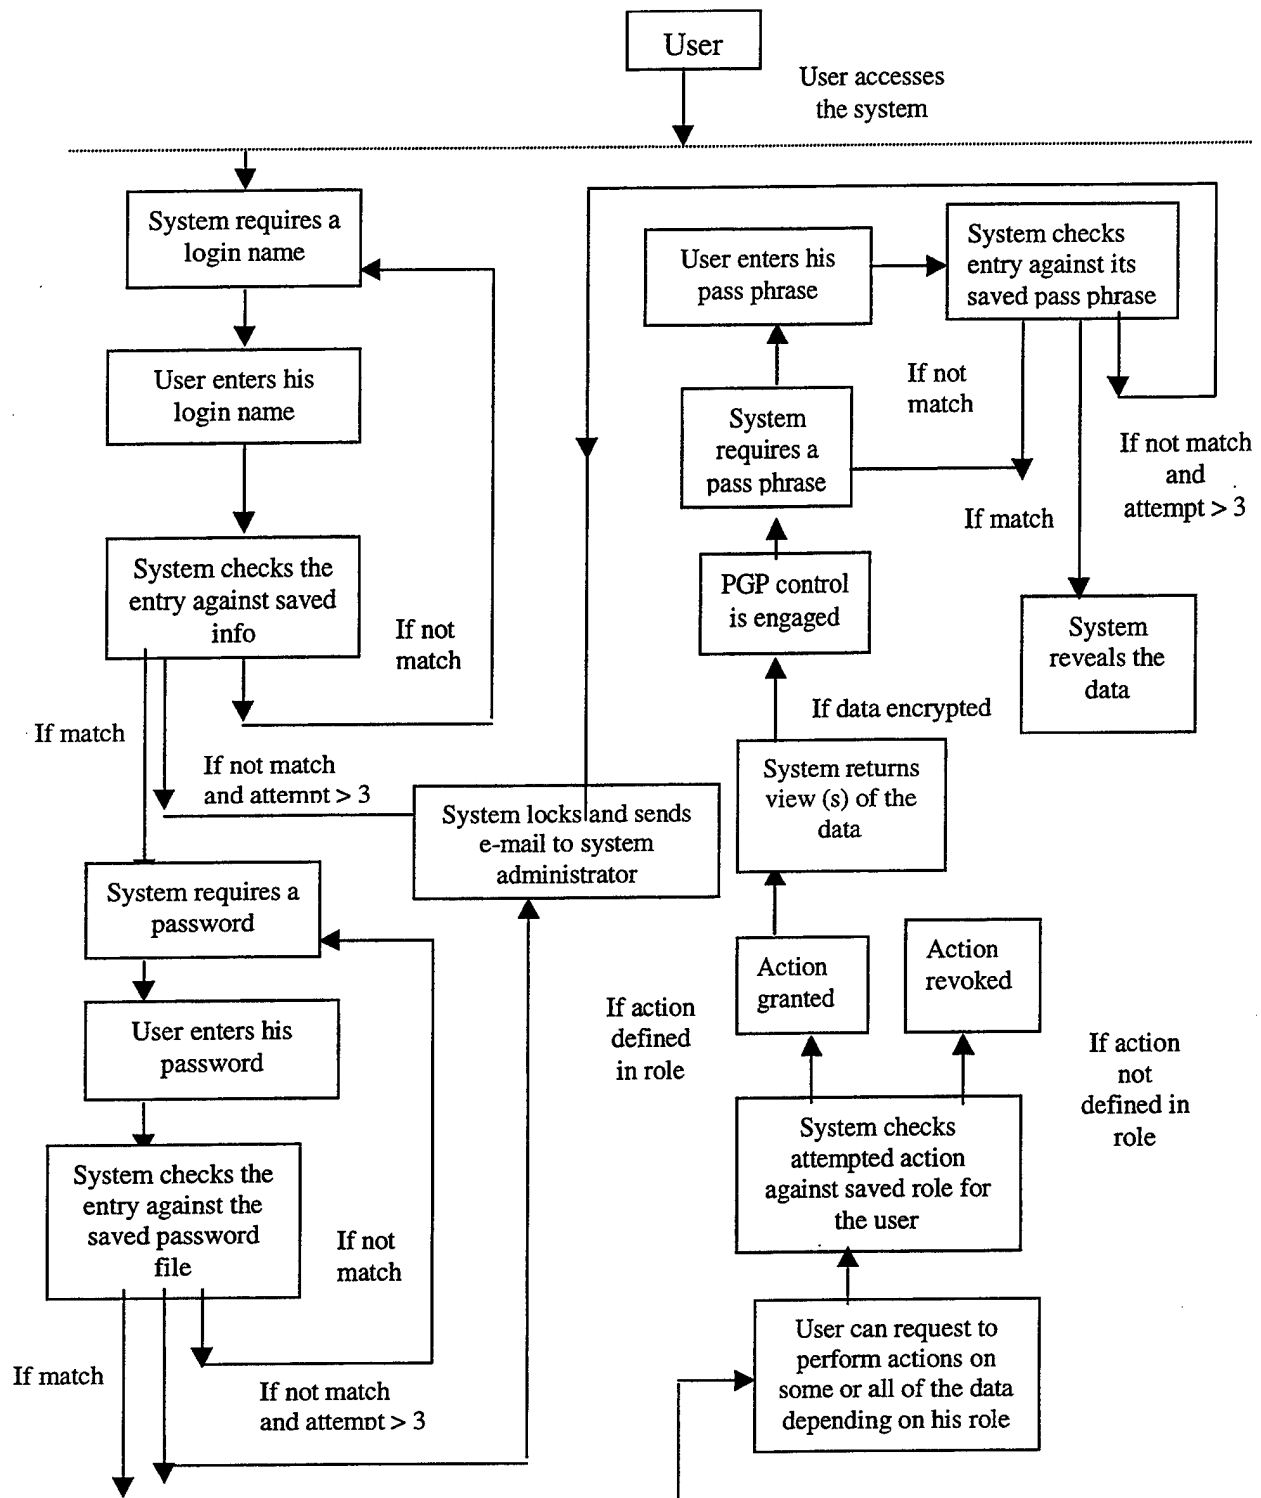 User
User accesses
the system
System requires a
login name
User enters his
login name
System checks the
entry against saved
info
If not
match
If match
If not match
and attempt > 3
System locks and sends
e-mail to system
administrator
System requires a
password
User enters his
password
System checks the
entry against the
saved password
file
If not
match
If match
If not match
and attempt > 3
User enters his
pass phrase
System checks
entry against its
saved pass phrase
If not
match
System
requires a
pass phrase
If not match
and
attempt > 3
If match
PGP control
is engaged
System
reveals the
data
If data encrypted
System returns
view (s) of the
data
Action
granted
Action
revoked
If action
defined
in role
If action
not
defined in
role
System checks
attempted action
against saved role for
the user
User can request to
perform actions on
some or all of the data
depending on his role